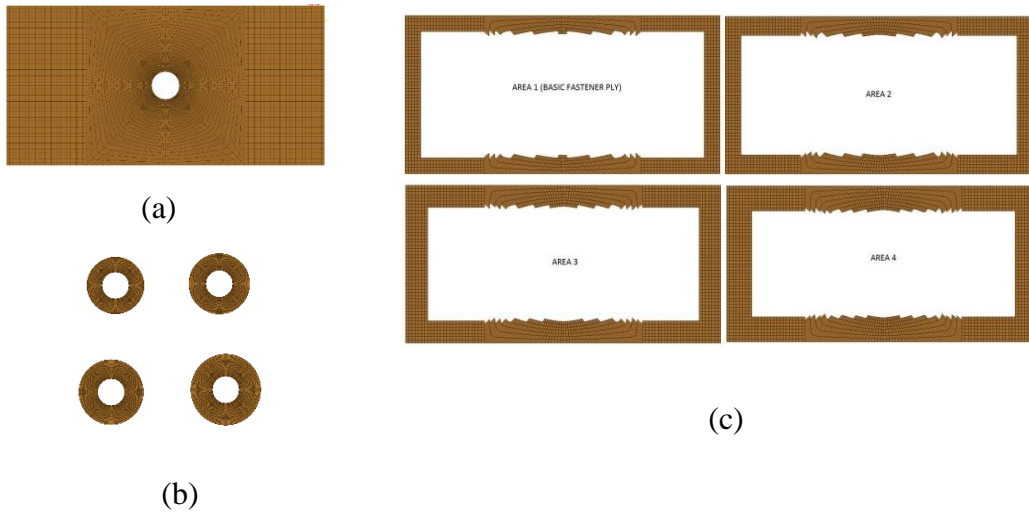 (a)
(b)
AREA 1 (BASIC FASTENER PLY)
AREA 2
AREA 3
AREA 4
(c)